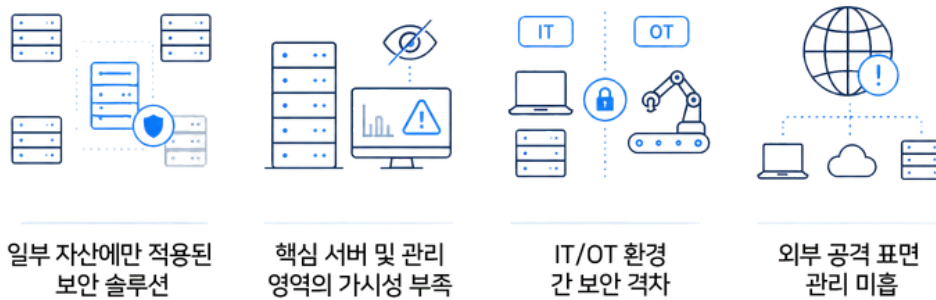 IT
OT
일부 자산에만 적용된
보안 솔루션
핵심 서버 및 관리
영역의 가시성 부족
IT/OT 환경
간 보안 격차
외부 공격 표면
관리 미흡